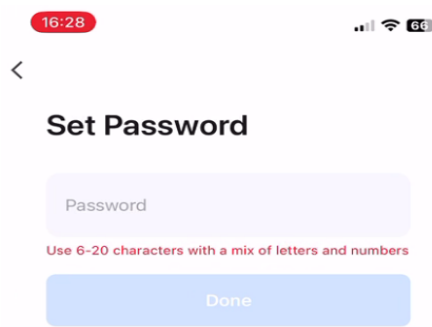 16:28
66
Set Password
Password
Use 6-20 characters with a mix of letters and numbers
Done